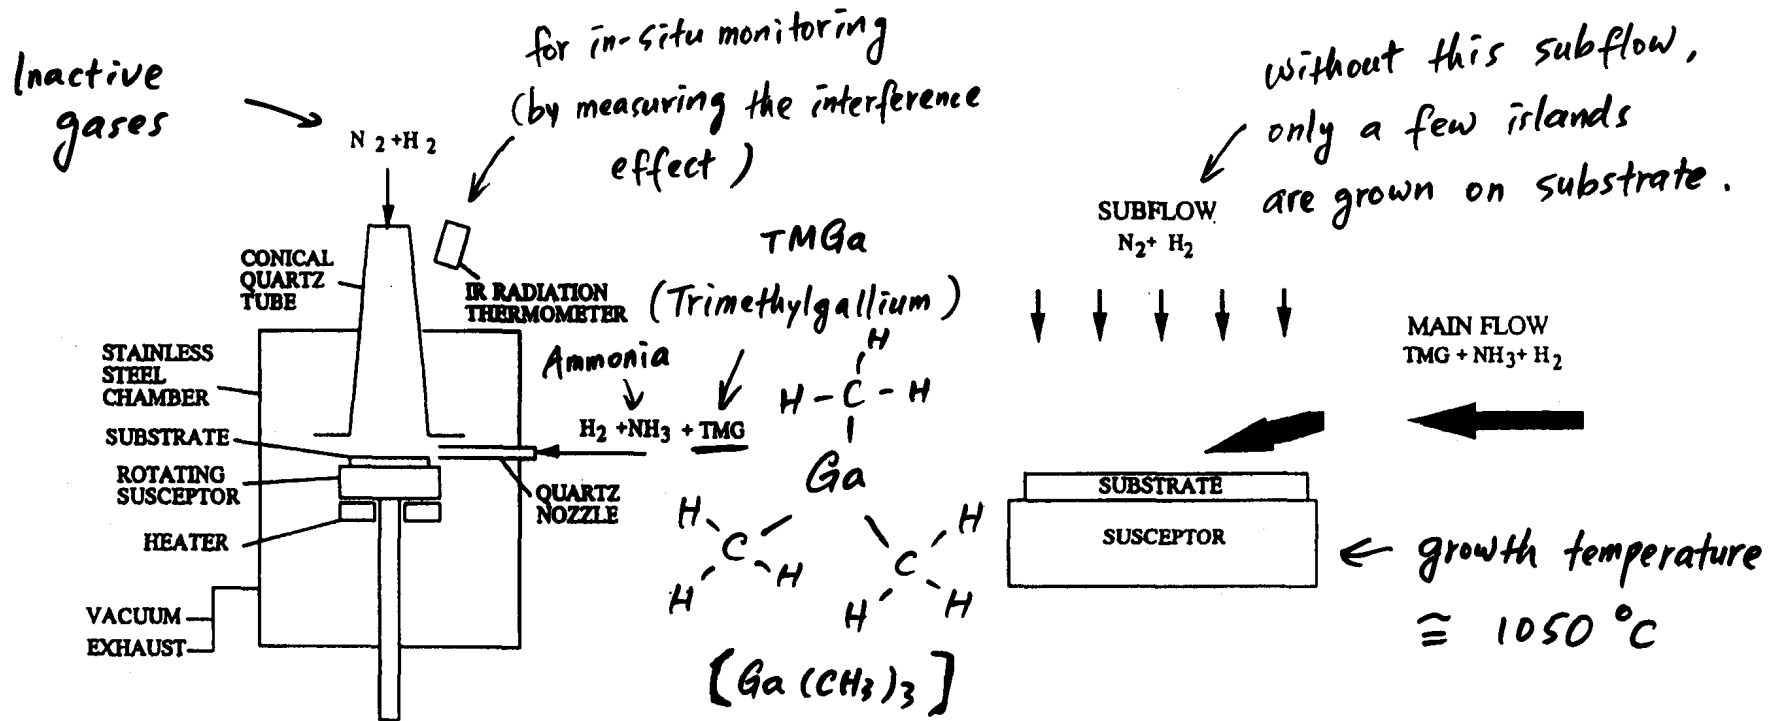 Inactive
gases
N2+H2
for in-situ monitoring
(by measuring the interference
effect)
without this subflow,
only a few islands
are grown on substrate.
SUBFLOW
N2+ H2
CONICAL
QUARTZ
TUBE
IR RADIATION
THERMOMETER
TMGa
(Trimethylgallium)
MAIN FLOW
TMG + NH3 + H2
STAINLESS
STEEL
CHAMBER
Ammonia
H2 +NH3 + TMG
SUBSTRATE
ROTATING
SUSCEPTOR
HEATER
VACUUM
EXHAUST
QUARTZ
NOZZLE
H
H-C-H
Ga
H
C
H
H
H
C
H
H
[Ga(CH3)3]
SUBSTRATE
SUSCEPTOR
growth temperature
≅ 1050 °C